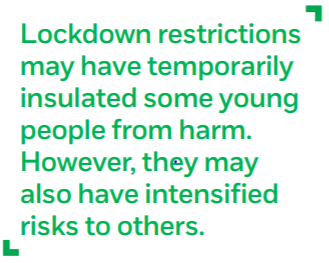 Lockdown restrictions
may have temporarily
insulated some young
people from harm.
However, they may
also have intensified
risks to others.